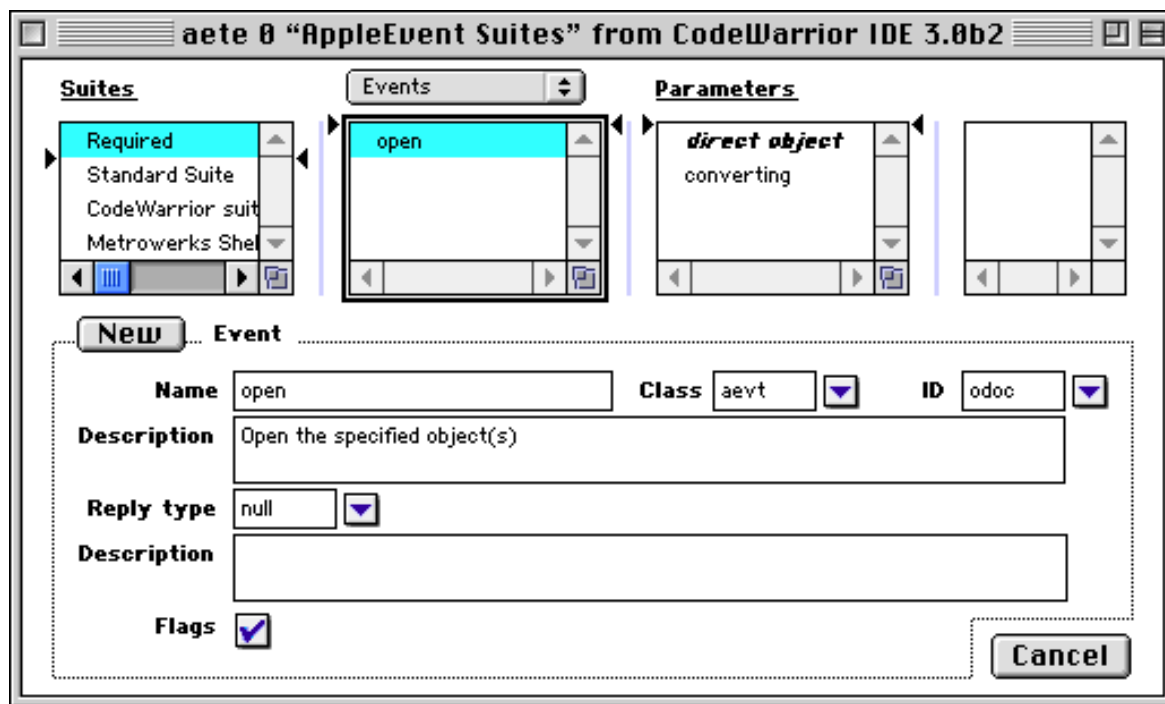 aete 0 “AppleEvent Suites” from CodeWarrior IDE 3.0b2
Suites
Events
Parameters
Required
Standard Suite
CodeWarrior suit
Metrowerks Shel
open
direct object
converting
New
Event
Name
open
Class
aevt
ID
odoc
Description
Open the specified object(s)
Reply type
null
Description
Flags
Cancel